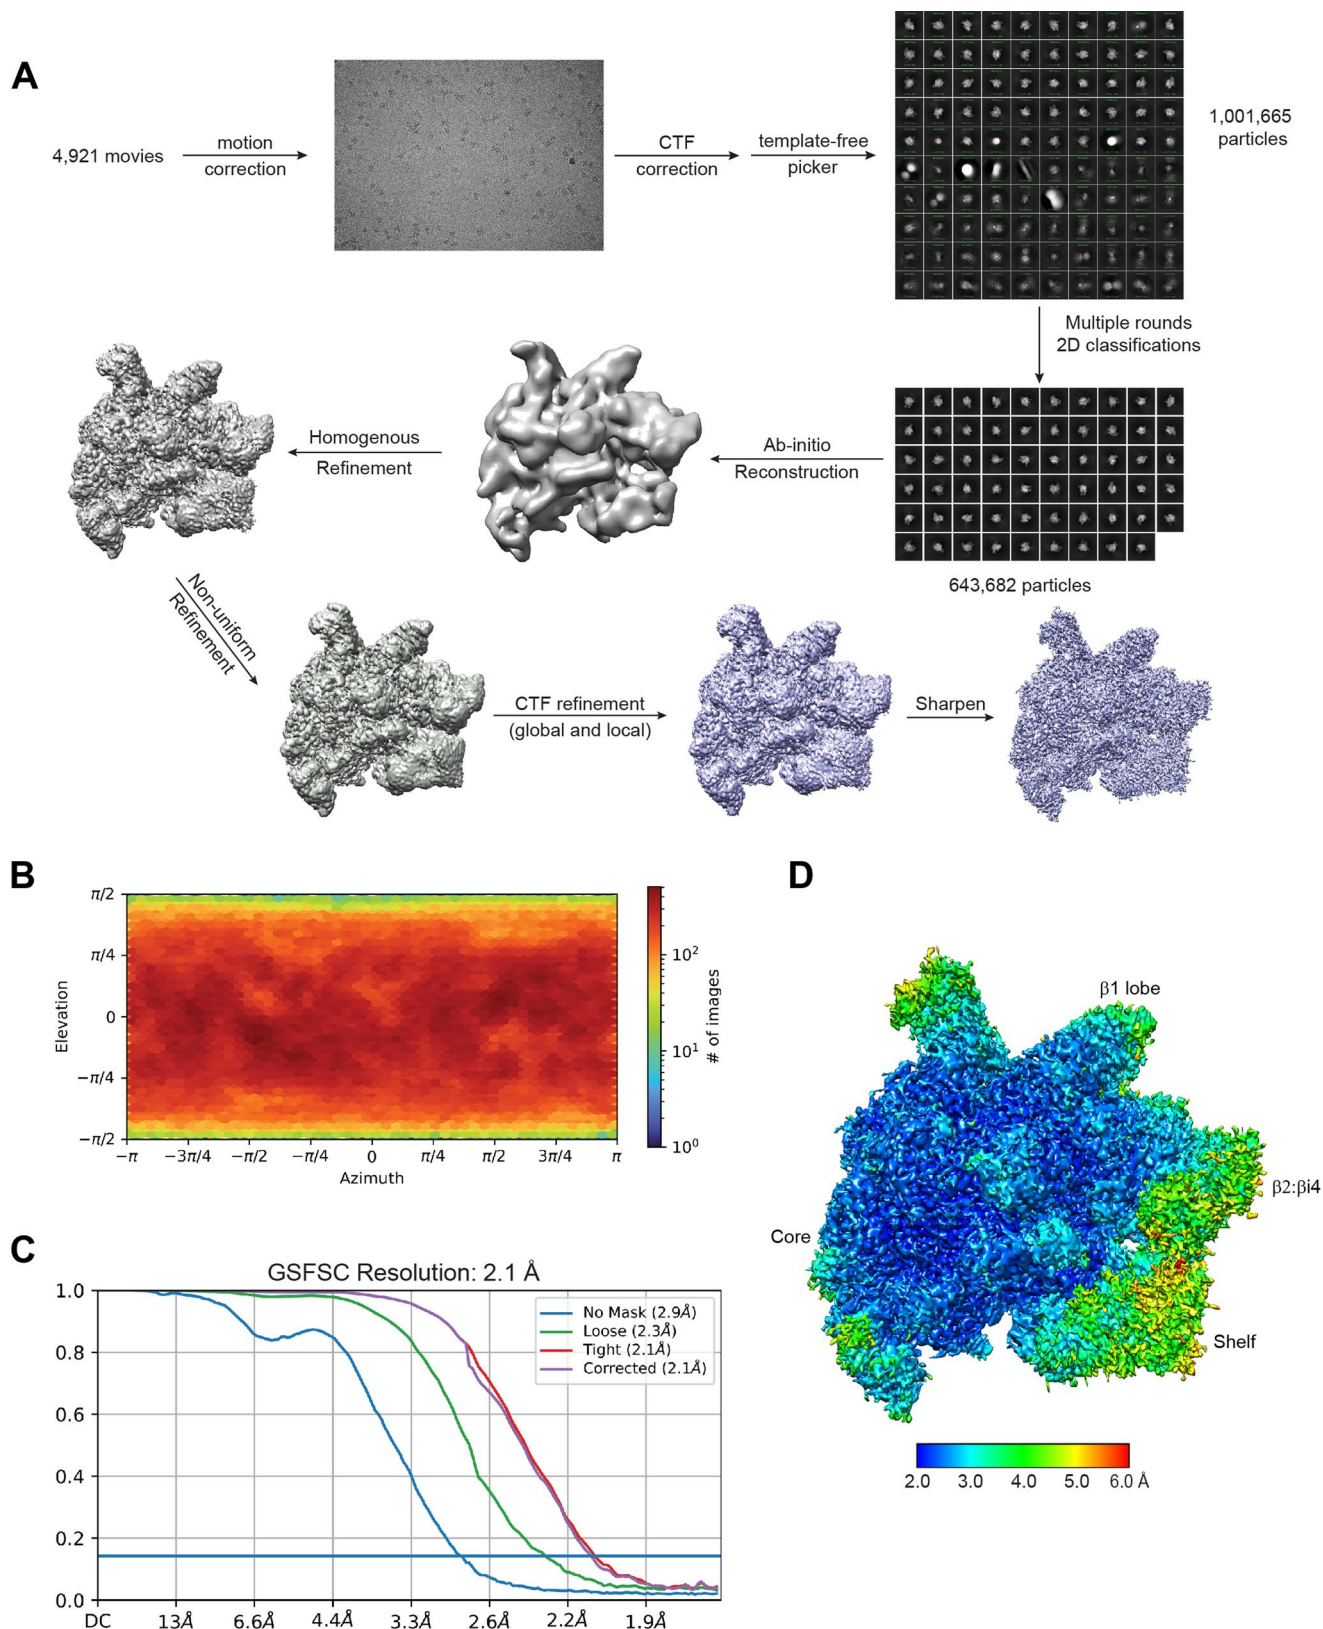 A
4,921 movies
motion
correction
CTF
correction
template-free
picker
1,001,665
particles
Multiple rounds
2D classifications
Homogenous
Refinement
Ab-initio
Reconstruction
643,682 particles
Non-uniform
Refinement
CTF refinement
(global and local)
Sharpen
B
π/2
π/4
0
−π/4
−π/2
Elevation
−π
−3π/4
−π/2
−π/4
0
π/4
π/2
3π/4
π
Azimuth
10²
10¹
10⁰
# of images
C
GSFSC Resolution: 2.1 Å
1.0
0.8
0.6
0.4
0.2
0.0
No Mask (2.9Å)
Loose (2.3Å)
Tight (2.1Å)
Corrected (2.1Å)
DC
13Å
6.6Å
4.4Å
3.3Å
2.6Å
2.2Å
1.9Å
D
β1 lobe
β2:βi4
Core
Shelf
2.0
3.0
4.0
5.0
6.0 Å